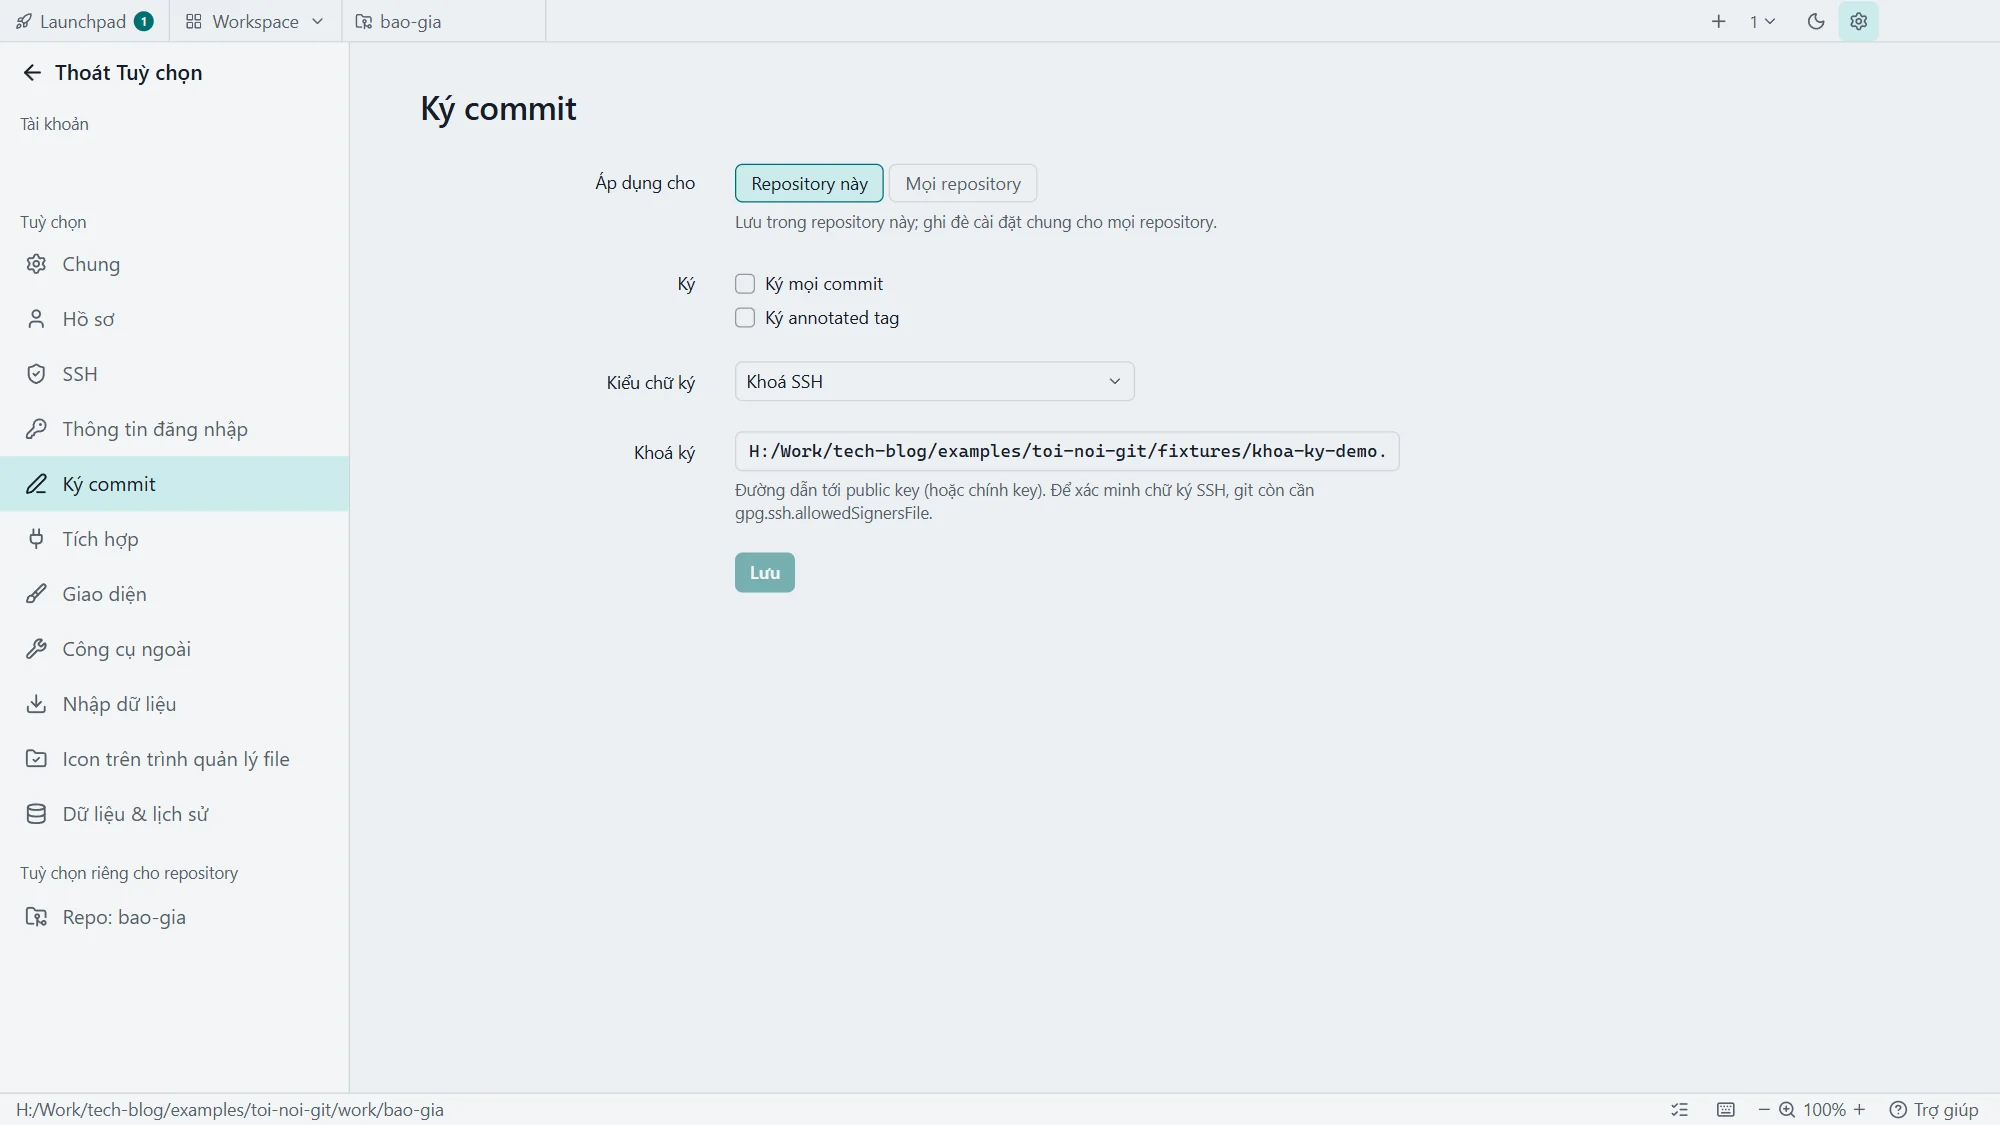 Launchpad 1 Workspace bao-gia 1
Thoát Tuỳ chọn
Tài khoản
Tuỳ chọn
Chung
Hồ sơ
SSH
Thông tin đăng nhập
Ký commit
Tích hợp
Giao diện
Công cụ ngoài
Nhập dữ liệu
Icon trên trình quản lý file
Dữ liệu & lịch sử
Tuỳ chọn riêng cho repository
Repo: bao-gia
Ký commit
Áp dụng cho Repository này Mọi repository
Lưu trong repository này; ghi đè cài đặt chung cho mọi repository.
Ký Ký mọi commit
Ký annotated tag
Kiểu chữ ký Khoá SSH
Khoá ký H:/Work/tech-blog/examples/toi-noi-git/fixtures/khoa-ky-demo.
Đường dẫn tới public key (hoặc chính key). Để xác minh chữ ký SSH, git còn cần
gpg.ssh.allowedSignersFile.
Lưu
H:/Work/tech-blog/examples/toi-noi-git/work/bao-gia 100% Trợ giúp